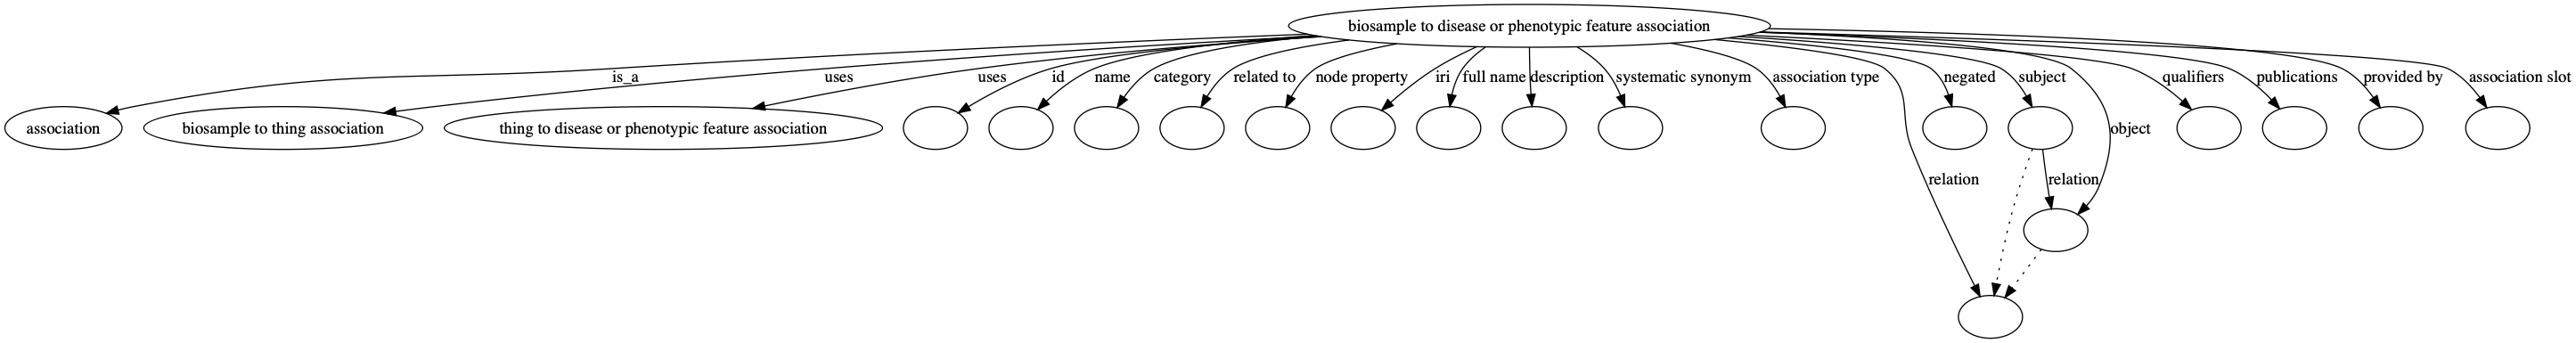 biosample to disease or phenotypic feature association
is_a
uses
uses
id
name
category
related to
node property
iri
full name
description
systematic synonym
association type
negated
subject
qualifiers
publications
provided by
association slot
association
biosample to thing association
thing to disease or phenotypic feature association
object
relation
relation